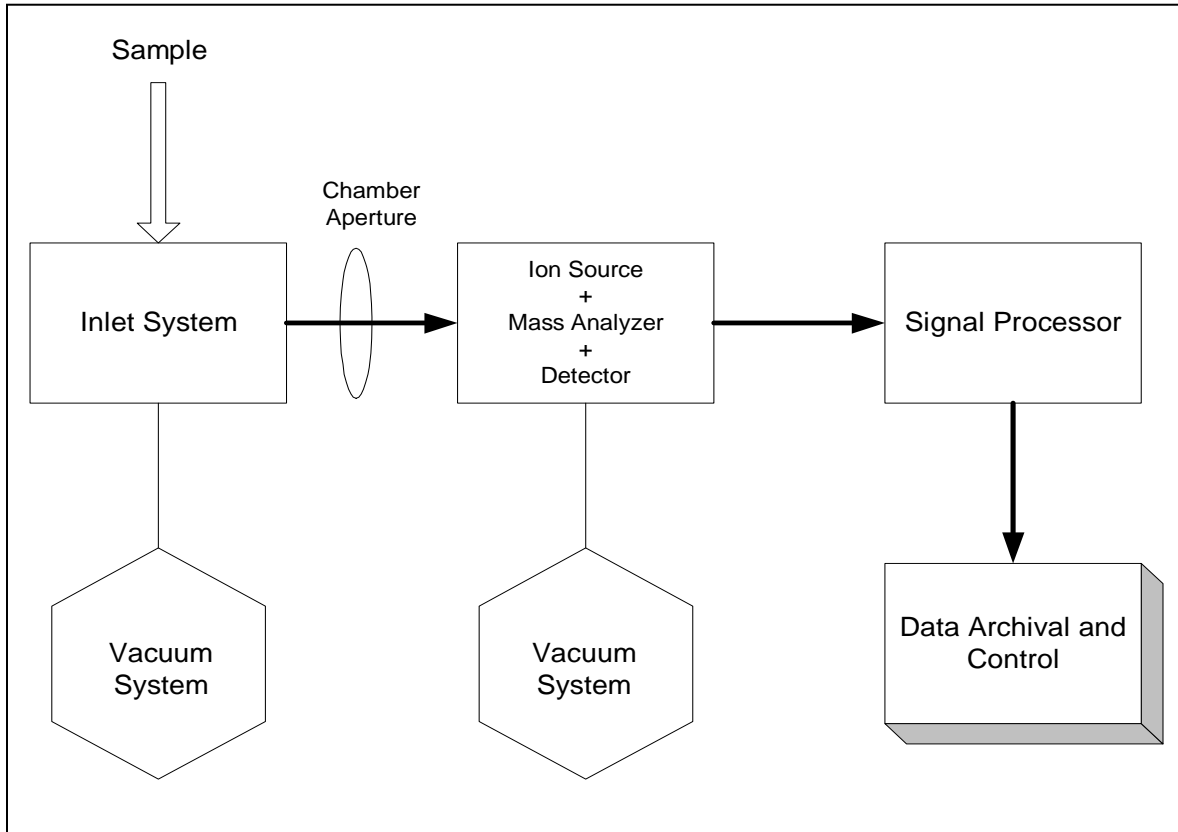 Sample
Chamber
Aperture
Inlet System
Ion Source
+
Mass Analyzer
+
Detector
Signal Processor
Vacuum
System
Vacuum
System
Data Archival and
Control